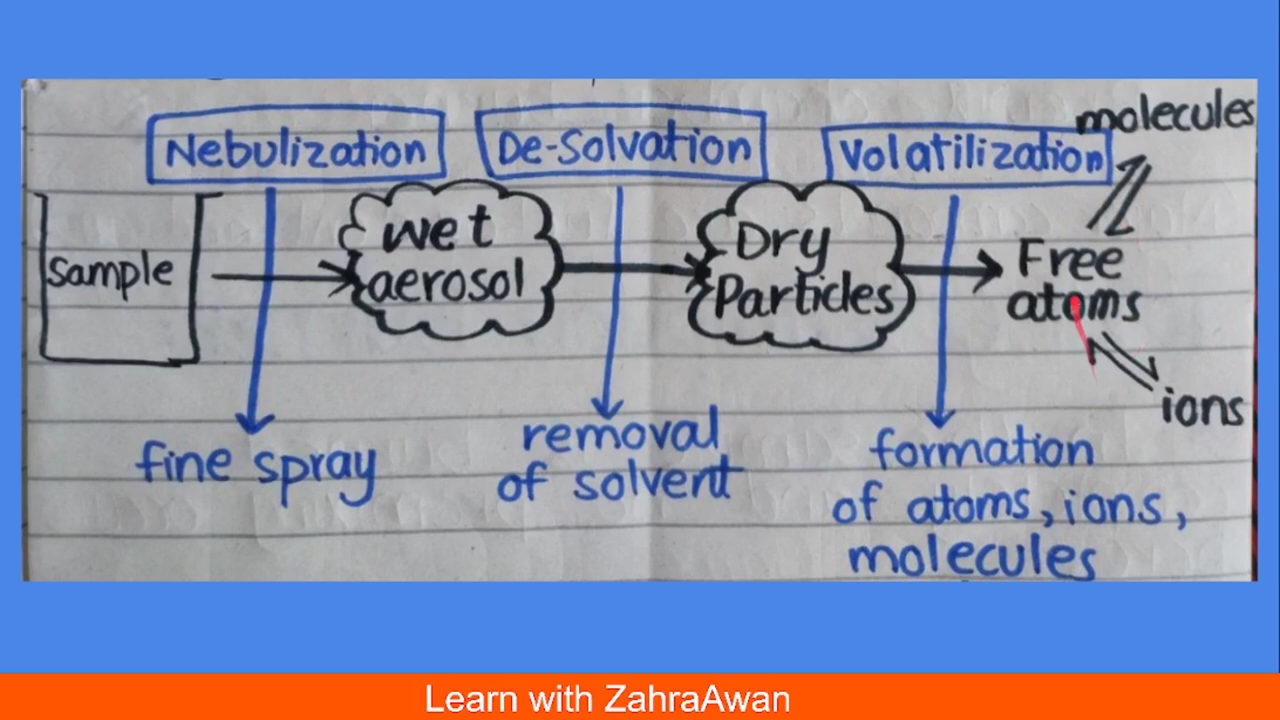 Nebulization
De-Solvation
Volatilization
molecules
Sample
wet
aerosol
Dry
Particles
Free
atoms
ions
fine spray
removal
of solvent
formation
of atoms, ions,
molecules
Learn with ZahraAwan